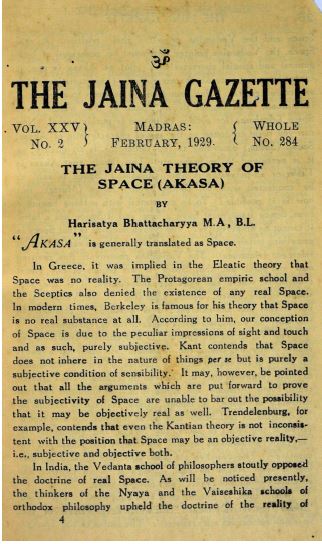 ॐ
THE JAINA GAZETTE
VOL. XXV } MADRAS: { WHOLE
No. 2 FEBRUARY, 1929. No. 284
THE JAINA THEORY OF
SPACE (AKASA)
BY
Harisatya Bhattacharyya M.A., B.L.
"AKASA" is generally translated as Space.
In Greece, it was implied in the Eleatic theory that
Space was no reality. The Protagorean empiric school and
the Sceptics also denied the existence of any real Space.
In modern times, Berkeley is famous for his theory that Space
is no real substance at all. According to him, our conception
of Space is due to the peculiar impressions of sight and touch
and as such, purely subjective. Kant contends that Space
does not inhere in the nature of things per se but is purely a
subjective condition of sensibility. It may, however, be pointed
out that all the arguments which are put forward to prove
the subjectivity of Space are unable to bar out the possibility
that it may be objectively real as well. Trendelenburg, for
example, contends that even the Kantian theory is not inconsis-
tent with the position that Space may be an objective reality,—
i.e., subjective and objective both.
In India, the Vedanta school of philosophers stoutly opposed
the doctrine of real Space. As will be noticed presently,
the thinkers of the Nyaya and the Vaiseshika schools of
orthodox philosophy upheld the doctrine of the reality of
4